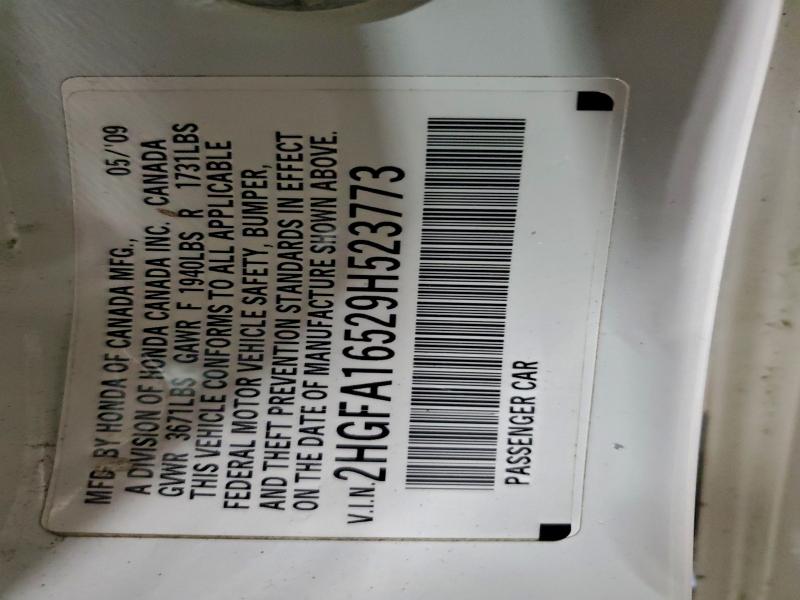 MFD BY HONDA OF CANADA MFG., 05/'09
A DIVISION OF HONDA CANADA INC, CANADA
GVWR 3671LBS GAWR F 1940LBS R 1731LBS
THIS VEHICLE CONFORMS TO ALL APPLICABLE
FEDERAL MOTOR VEHICLE SAFETY, BUMPER,
AND THEFT PREVENTION STANDARDS IN EFFECT
ON THE DATE OF MANUFACTURE SHOWN ABOVE.
V.I.N. 2HGFA16529H523773
PASSENGER CAR